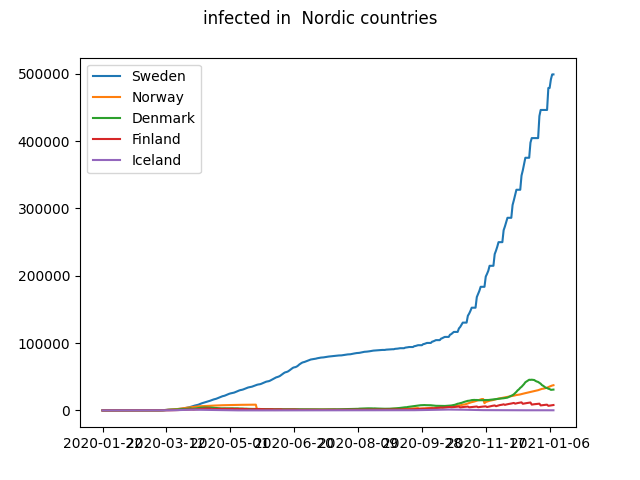 infected in  Nordic countries
Sweden
Norway
Denmark
Finland
Iceland
500000
400000
300000
200000
100000
0
2020-01-22 2020-03-12 2020-05-01 2020-06-20 2020-08-09 2020-09-28 2020-11-17 2021-01-06